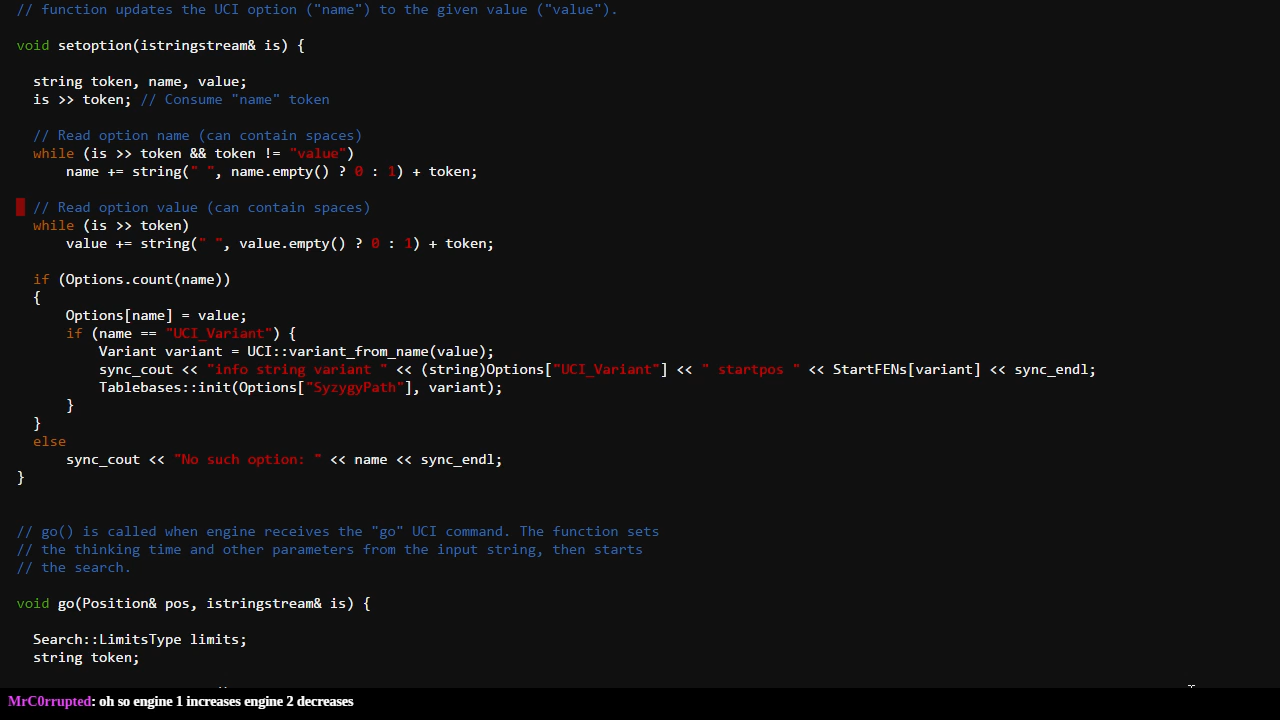 // function updates the UCI option ("name") to the given value ("value").
void setoption(istringstream& is) {
string token, name, value;
is >> token; // Consume "name" token
// Read option name (can contain spaces)
while (is >> token && token != "value")
name += string(" ", name.empty() ? 0 : 1) + token;
// Read option value (can contain spaces)
while (is >> token)
value += string(" ", value.empty() ? 0 : 1) + token;
if (Options.count(name))
{
Options[name] = value;
if (name == "UCI_Variant") {
Variant variant = UCI::variant_from_name(value);
sync_cout << "info string variant " << (string)Options["UCI_Variant"] << " startpos " << StartFENs[variant] << sync_endl;
Tablebases::init(Options["SyzygyPath"], variant);
}
}
else
sync_cout << "No such option: " << name << sync_endl;
}
// go() is called when engine receives the "go" UCI command. The function sets
// the thinking time and other parameters from the input string, then starts
// the search.
void go(Position& pos, istringstream& is) {
Search::LimitsType limits;
string token;
MrC0rrupted: oh so engine 1 increases engine 2 decreases